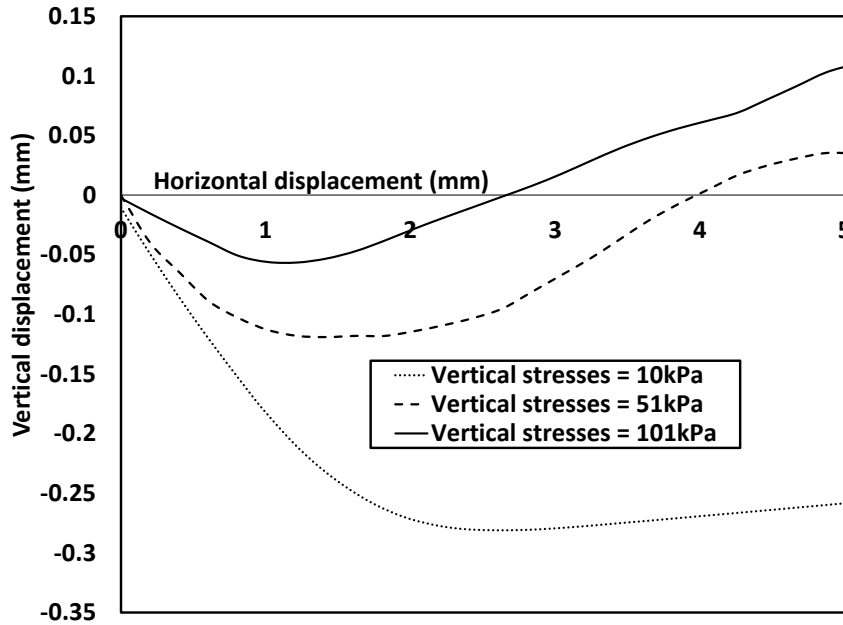 0.15
0.1
0.05
0
-0.05
-0.1
-0.15
-0.2
-0.25
-0.3
-0.35
Vertical displacement (mm)
Horizontal displacement (mm)
0 1 2 3 4 5
Vertical stresses = 10kPa
Vertical stresses = 51kPa
Vertical stresses = 101kPa